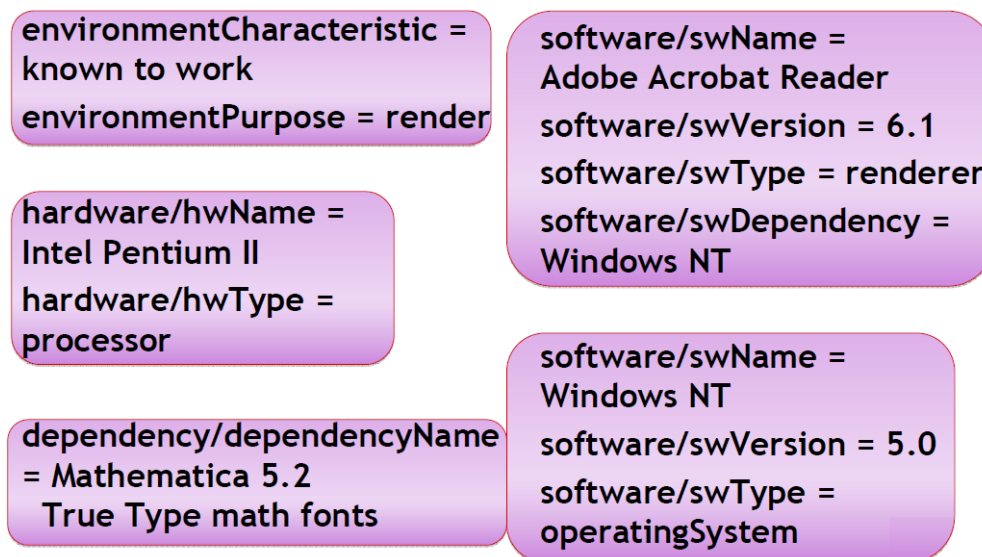 environmentCharacteristic =
known to work
environmentPurpose = render
hardware/hwName =
Intel Pentium II
hardware/hwType =
processor
dependency/dependencyName
= Mathematica 5.2
True Type math fonts
software/swName =
Adobe Acrobat Reader
software/swVersion = 6.1
software/swType = renderer
software/swDependency =
Windows NT
software/swName =
Windows NT
software/swVersion = 5.0
software/swType =
operatingSystem